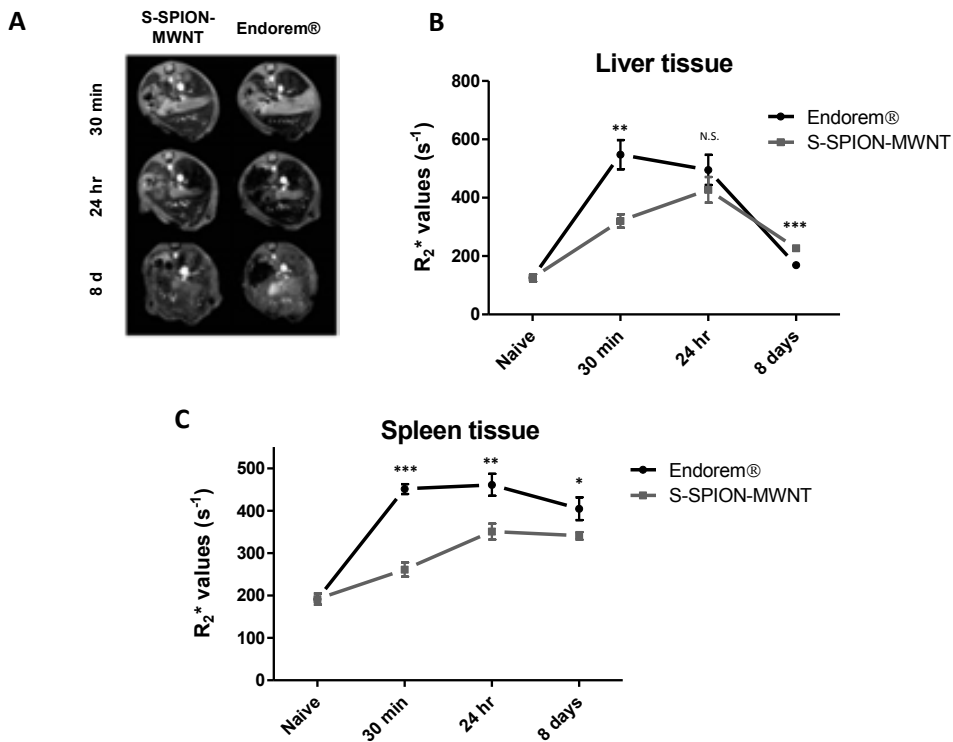 A
S-SPION-
MWNT
Endorem®
30 min
24 hr
8 d
B
Liver tissue
R2* values (s-1)
800
600
400
200
0
**
N.S.
***
Endorem®
S-SPION-MWNT
Naive
30 min
24 hr
8 days
C
Spleen tissue
R2* values (s-1)
500
400
300
200
100
0
***
**
*
Endorem®
S-SPION-MWNT
Naive
30 min
24 hr
8 days